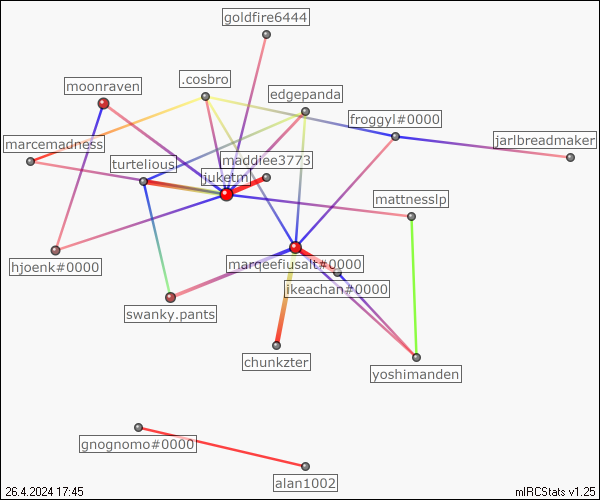 goldfire6444
.cosbro
moonraven
edgepanda
froggyl#0000
marcemadness
jarlbreadmaker
maddiee3773
turtelious
juketm
mattnesslp
hjoenk#0000
marqeefiusalt#0000
ikeachan#0000
swanky.pants
chunkzter
yoshimanden
gnognomo#0000
alan1002
26.4.2024 17:45
mIRCStats v1.25